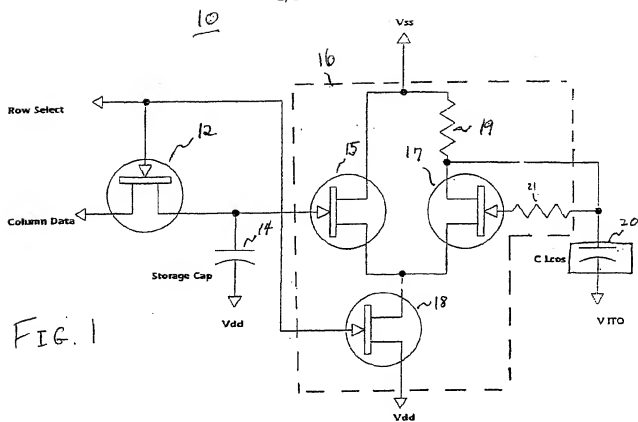 10
Vss
16
Row Select
12
15
17
19
21
Column Data
14
20
Storage Cap
C Lcos
18
Vdd
V ITO
FIG. 1
Vdd